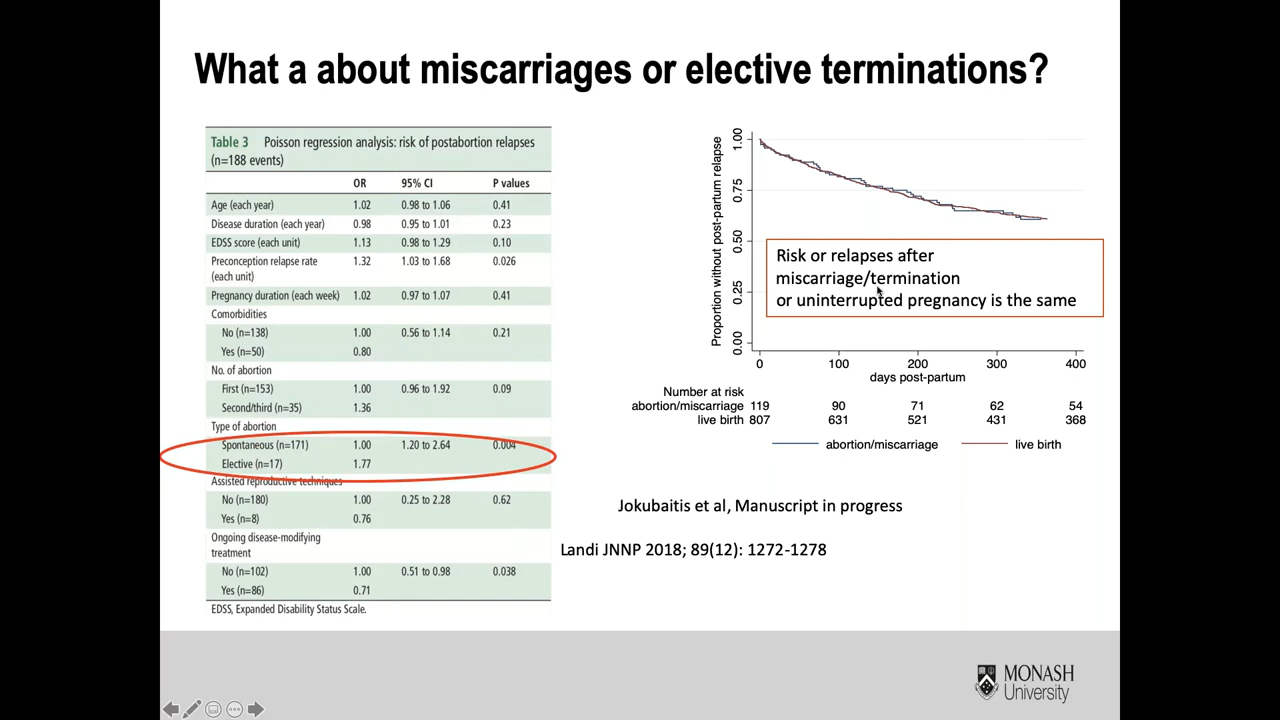 What a about miscarriages or elective terminations?
Table 3 Poisson regression analysis: risk of postabortion relapses
(n=188 events)
OR 95% CI P values
Age (each year) 1.02 0.98 to 1.06 0.41
Disease duration (each year) 0.98 0.95 to 1.01 0.23
EDSS score (each unit) 1.13 0.98 to 1.29 0.10
Preconception relapse rate 1.32 1.03 to 1.68 0.026
(each unit)
Pregnancy duration (each week) 1.02 0.97 to 1.07 0.41
Comorbidities
No (n=138) 1.00 0.56 to 1.14 0.21
Yes (n=50) 0.80
No. of abortion
First (n=153) 1.00 0.96 to 1.92 0.09
Second/third (n=35) 1.36
Type of abortion
Spontaneous (n=171) 1.00 1.20 to 2.64 0.004
Elective (n=17) 1.77
Assisted reproductive techniques
No (n=180) 1.00 0.25 to 2.28 0.62
Yes (n=8) 0.76
Ongoing disease-modifying
treatment
No (n=102) 1.00 0.51 to 0.98 0.038
Yes (n=86) 0.71
EDSS, Expanded Disability Status Scale.
Proportion without post-partum relapse
1.00
0.75
0.50
0.25
0.00
Risk or relapses after
miscarriage/termination
or uninterrupted pregnancy is the same
0 100 200 300 400
days post-partum
Number at risk
abortion/miscarriage 119 90 71 62 54
live birth 807 631 521 431 368
abortion/miscarriage live birth
Jokubaitis et al, Manuscript in progress
Landi JNNP 2018; 89(12): 1272-1278
MONASH
University